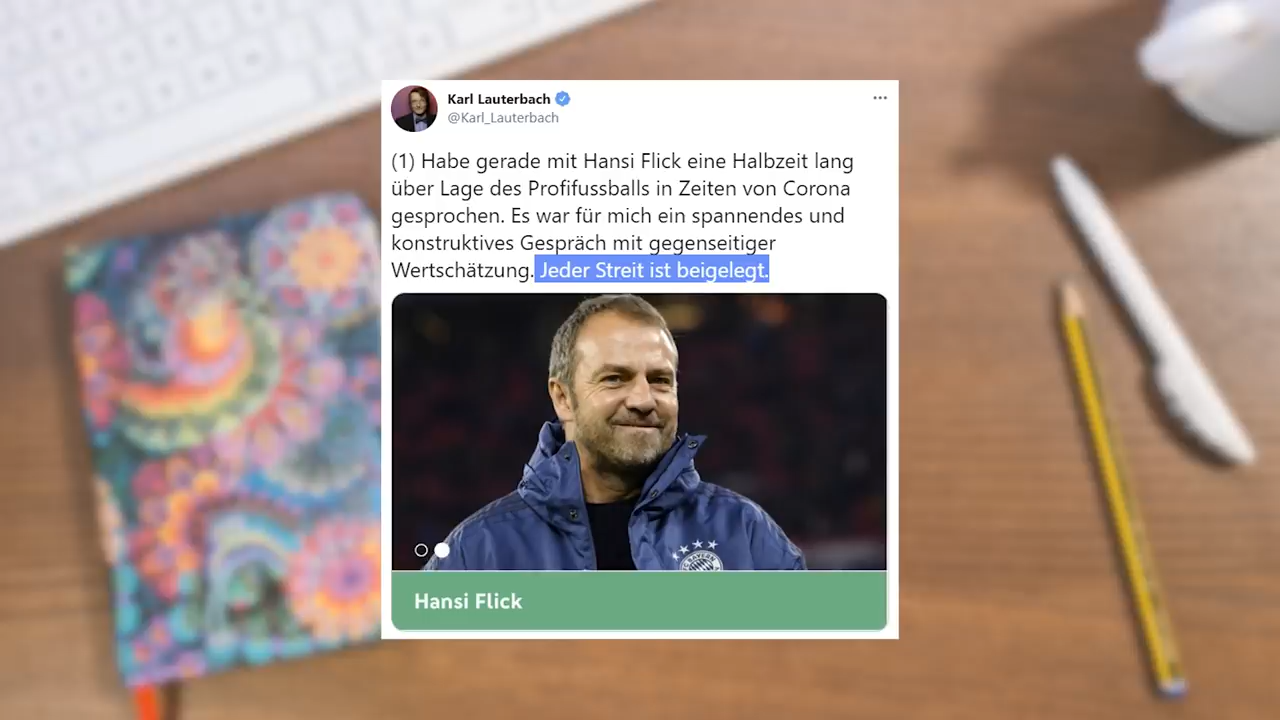 Karl Lauterbach
@Karl_Lauterbach
(1) Habe gerade mit Hansi Flick eine Halbzeit lang
über Lage des Profifussballs in Zeiten von Corona
gesprochen. Es war für mich ein spannendes und
konstruktives Gespräch mit gegenseitiger
Wertschätzung. Jeder Streit ist beigelegt.
Hansi Flick